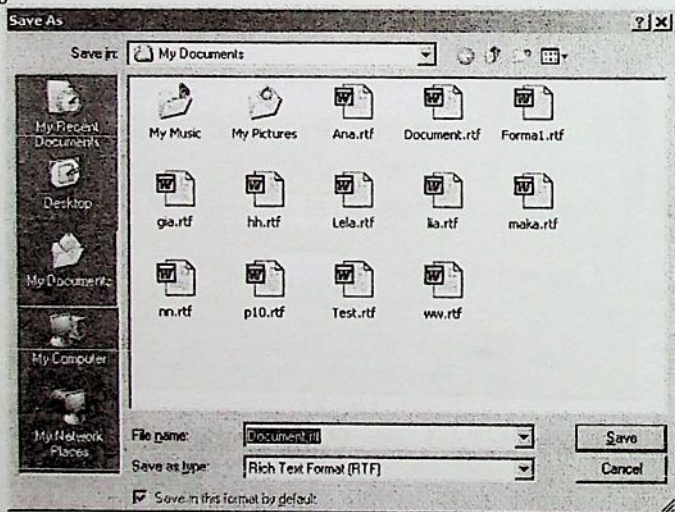 Save As
Save in: My Documents
My Recent Documents
Desktop
My Documents
My Computer
My Network Places
My Music My Pictures Ana.rtf Document.rtf Forma1.rtf
gia.rtf hh.rtf Lela.rtf lia.rtf maka.rtf
nn.rtf p10.rtf Test.rtf ww.rtf
File name: Document.rtf
Save
Save as type: Rich Text Format (RTF)
Cancel
Save in this format by default